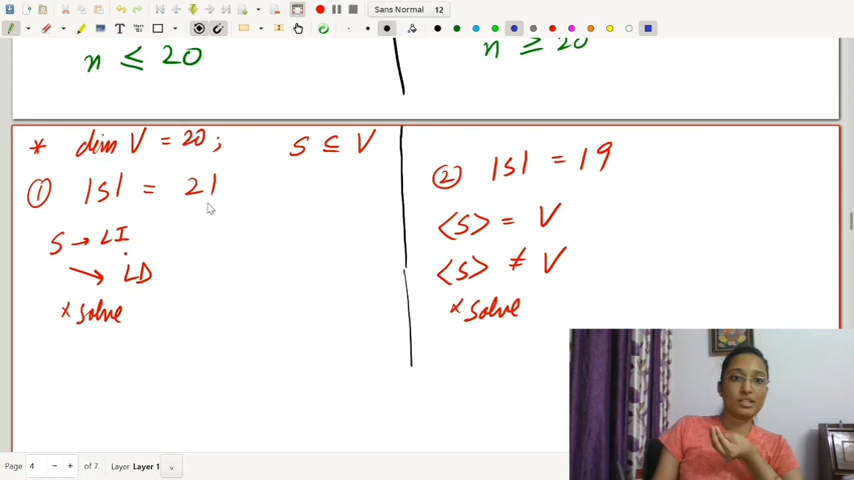 Sans Normal 12
n ≤ 20
n ≥ 20
* dim V = 20; S ⊆ V
① |S| = 21
S → LI
→ LD
* Solve
② |S| = 19
<S> = V
<S> ≠ V
* Solve
Page 4 of 7 Layer Layer 1